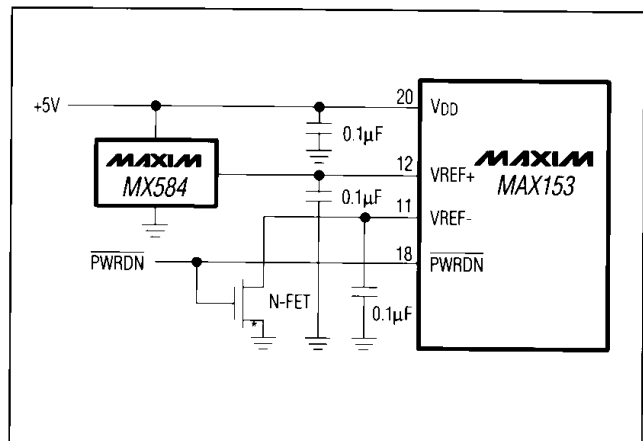 +5V
20
VDD
0.1µF
MAXIM
MX584
12
VREF+
MAXIM
MAX153
0.1µF
11
VREF-
PWRDN
18
PWRDN
N-FET
*
0.1µF